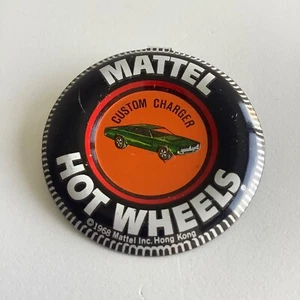 MATTEL
CUSTOM CHARGER
HOT WHEELS
©1968 Mattel Inc. Hong Kong